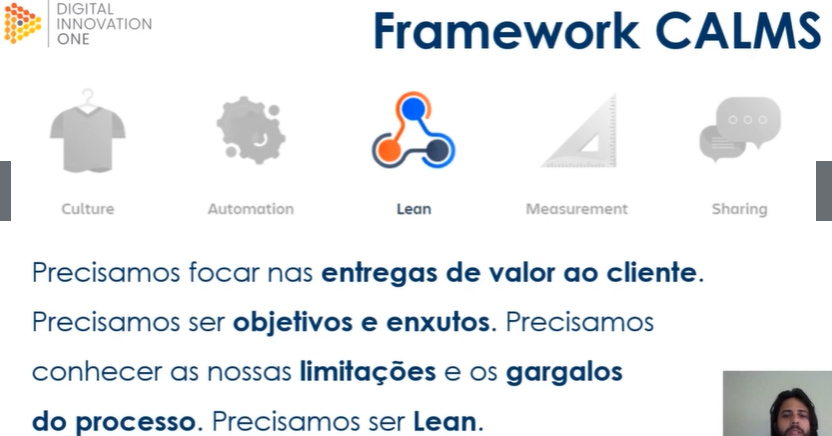 DIGITAL
INNOVATION
ONE
Framework CALMS
Culture
Automation
Lean
Measurement
Sharing
Precisamos focar nas entregas de valor ao cliente.
Precisamos ser objetivos e enxutos. Precisamos
conhecer as nossas limitações e os gargalos
do processo. Precisamos ser Lean.